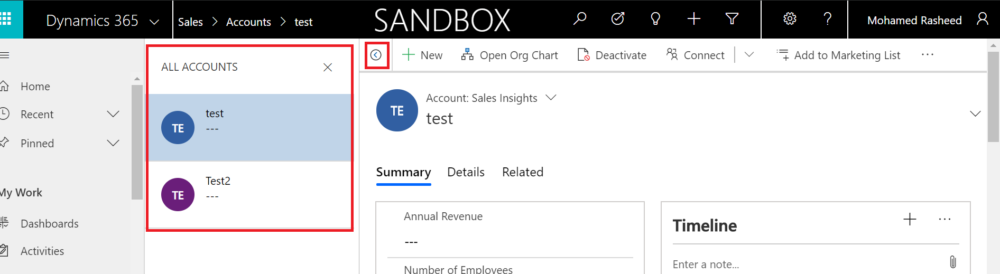 Dynamics 365
Sales > Accounts > test
SANDBOX
Mohamed Rasheed
Home
Recent
Pinned
My Work
Dashboards
Activities
ALL ACCOUNTS
TE
test
---
TE
Test2
---
New
Open Org Chart
Deactivate
Connect
Add to Marketing List
TE
Account: Sales Insights
test
Summary
Details
Related
Annual Revenue
---
Number of Employees
Timeline
Enter a note...